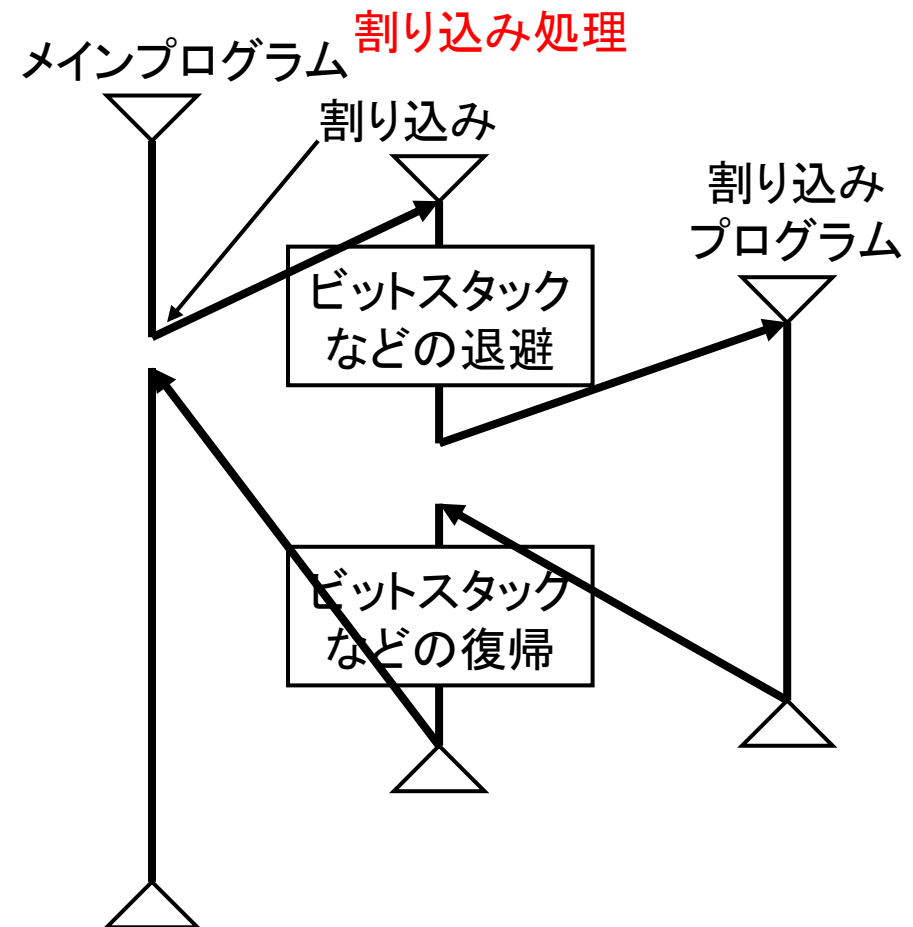 割り込み処理
メインプログラム
割り込み
割り込み
プログラム
ビットスタック
などの退避
ビットスタック
などの復帰